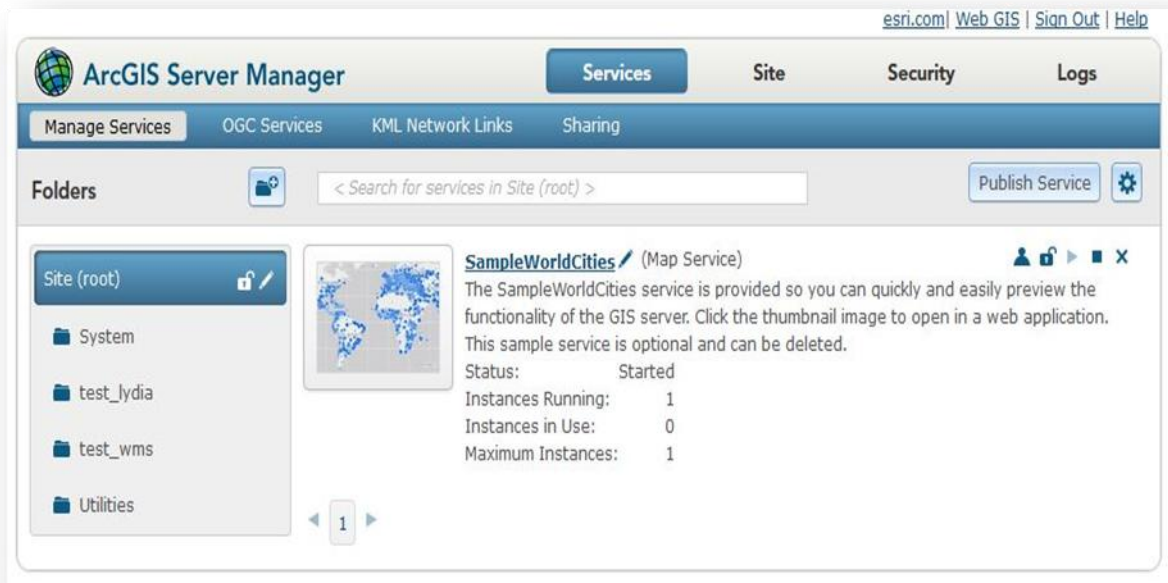 esri.com| Web GIS | Sign Out | Help
ArcGIS Server Manager
Services
Site
Security
Logs
Manage Services
OGC Services
KML Network Links
Sharing
Folders
< Search for services in Site (root) >
Publish Service
Site (root)
System
test_lydia
test_wms
Utilities
SampleWorldCities (Map Service)
The SampleWorldCities service is provided so you can quickly and easily preview the
functionality of the GIS server. Click the thumbnail image to open in a web application.
This sample service is optional and can be deleted.
Status: Started
Instances Running: 1
Instances in Use: 0
Maximum Instances: 1
1